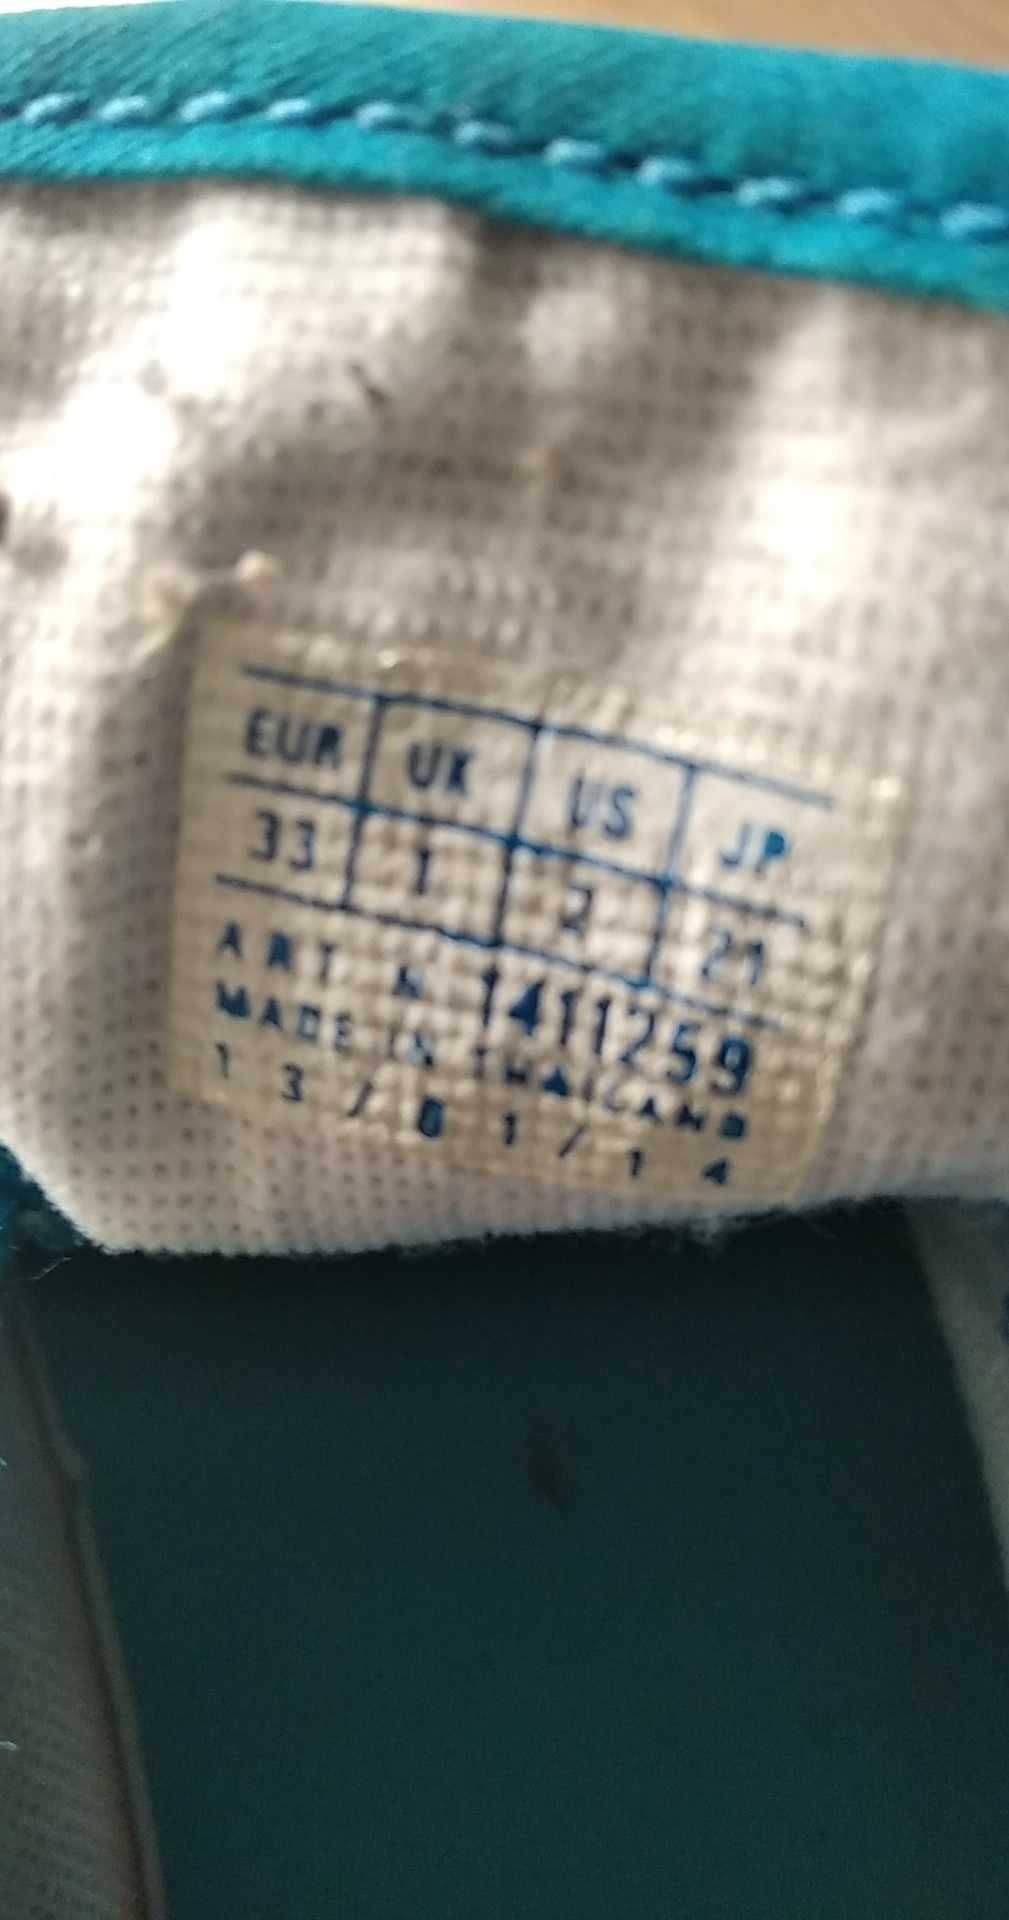 EUR UK US JP
33 1 2 21
ART N 1411259
MADE IN THAILAND
13/01/14